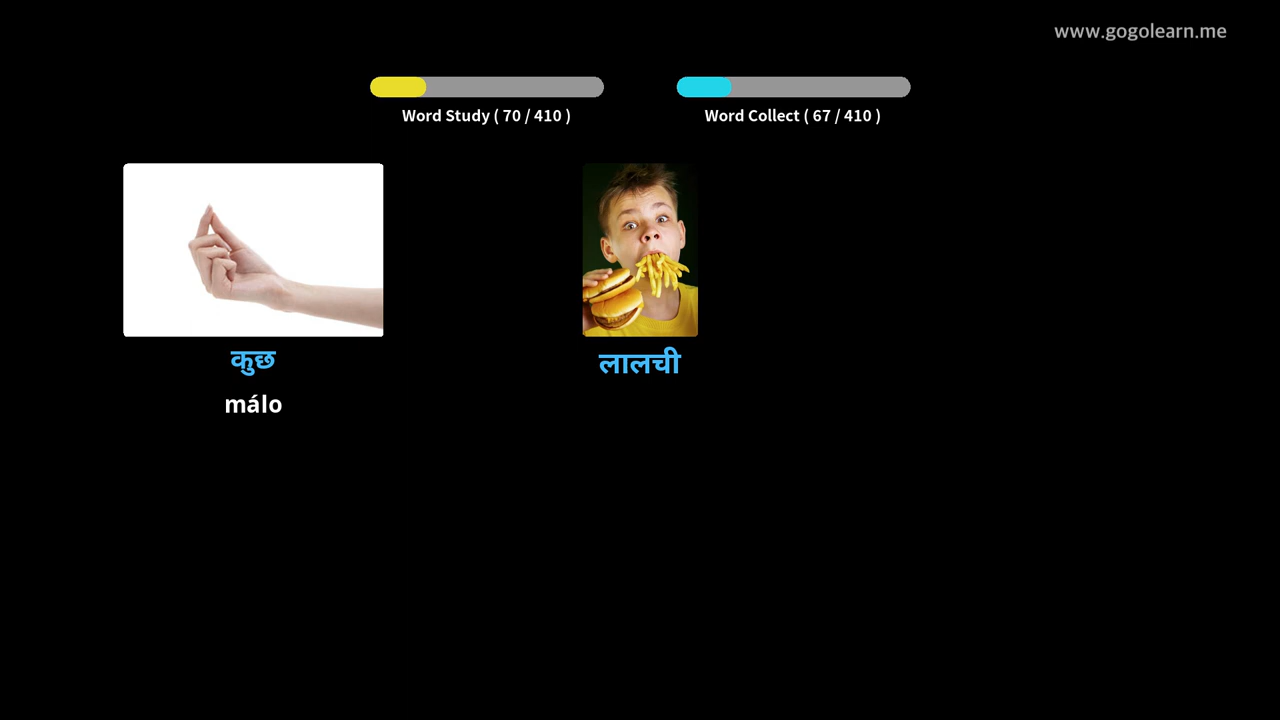 www.gogolearn.me
Word Study ( 70 / 410 )
Word Collect ( 67 / 410 )
कुछ
málo
लालची